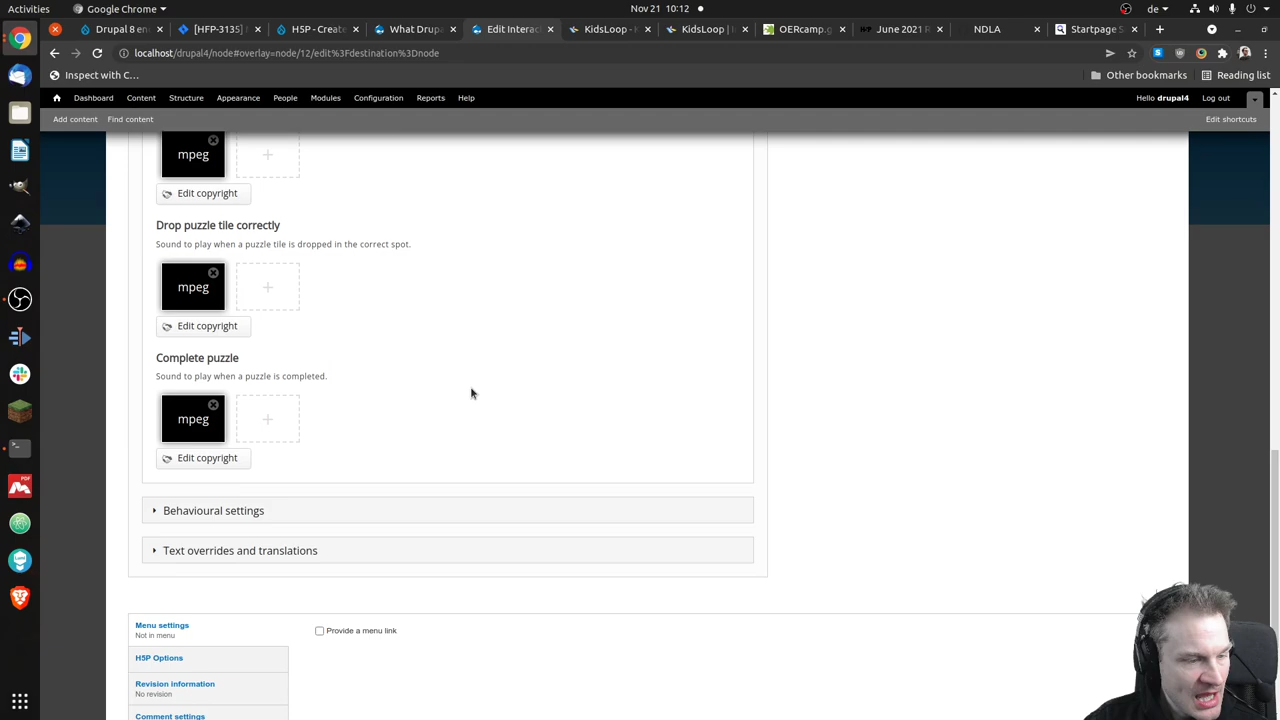 Activities
Google Chrome
Nov 21 10:12
de
Drupal 8 en
[HFP-3135]
H5P - Create
What Drupa
Edit Interac
KidsLoop -
KidsLoop | 
OERcamp.g
June 2021 R
NDLA
Startpage S
localhost/drupal4/node#overlay=node/12/edit%3Fdestination%3Dnode
Inspect with C...
Other bookmarks
Reading list
Dashboard
Content
Structure
Appearance
People
Modules
Configuration
Reports
Help
Hello drupal4
Log out
Add content
Find content
Edit shortcuts
mpeg
Edit copyright
Drop puzzle tile correctly
Sound to play when a puzzle tile is dropped in the correct spot.
mpeg
Edit copyright
Complete puzzle
Sound to play when a puzzle is completed.
mpeg
Edit copyright
Behavioural settings
Text overrides and translations
Menu settings
Not in menu
Provide a menu link
H5P Options
Revision information
No revision
Comment settings